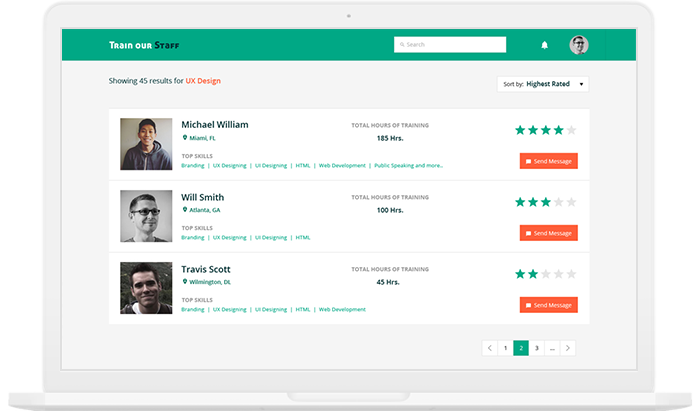 TRAIN OUR STAFF
Search
Showing 45 results for UX Design
Sort by: Highest Rated
Michael William
Miami, FL
TOTAL HOURS OF TRAINING
185 Hrs.
TOP SKILLS
Branding | UX Designing | UI Designing | HTML | Web Development | Public Speaking and more..
Send Message
Will Smith
Atlanta, GA
TOTAL HOURS OF TRAINING
100 Hrs.
TOP SKILLS
Branding | UX Designing | UI Designing | HTML
Send Message
Travis Scott
Wilmington, DL
TOTAL HOURS OF TRAINING
45 Hrs.
TOP SKILLS
Branding | UX Designing | UI Designing | HTML | Web Development
Send Message
1 2 3 ...